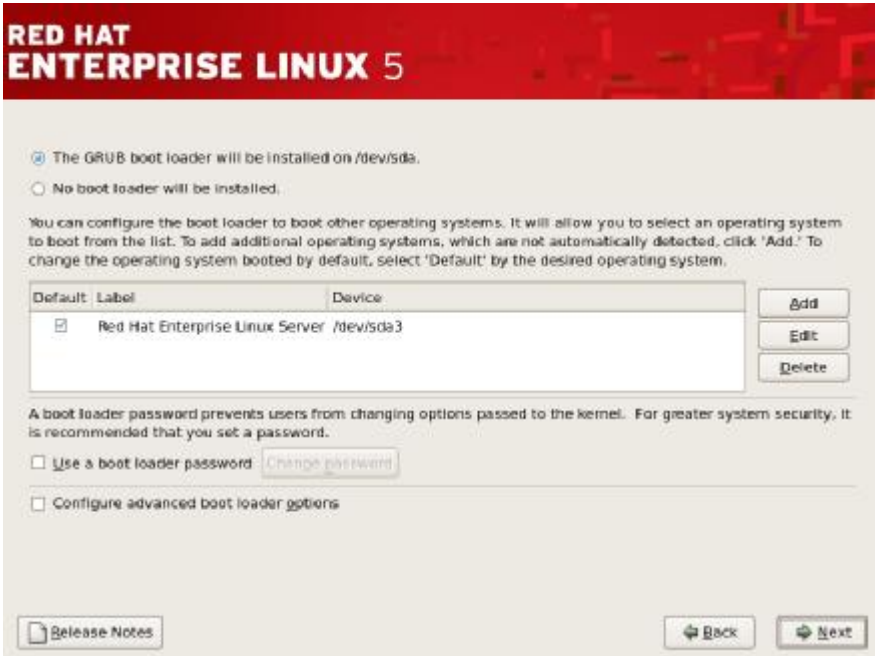 RED HAT
ENTERPRISE LINUX 5
The GRUB boot loader will be installed on /dev/sda.
No boot loader will be installed.
You can configure the boot loader to boot other operating systems. It will allow you to select an operating system
to boot from the list. To add additional operating systems, which are not automatically detected, click 'Add.' To
change the operating system booted by default, select 'Default' by the desired operating system.
Default Label Device
Red Hat Enterprise Linux Server /dev/sda3
Add
Edit
Delete
A boot loader password prevents users from changing options passed to the kernel. For greater system security, it
is recommended that you set a password.
Use a boot loader password Change password
Configure advanced boot loader options
Release Notes Back Next